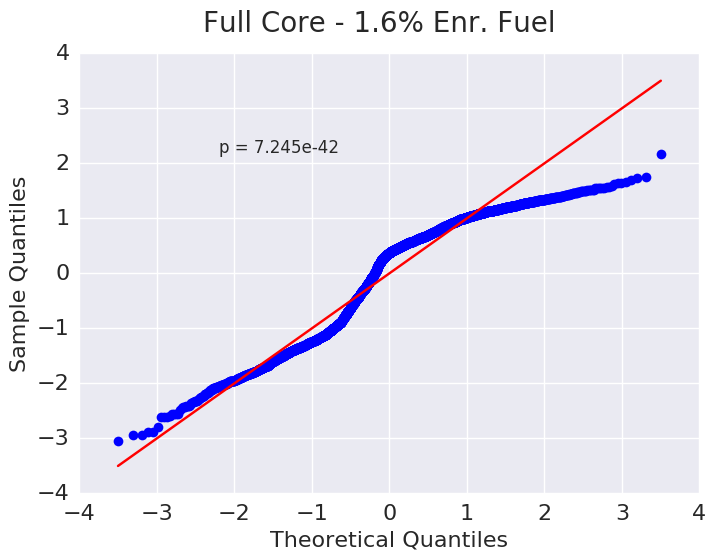 Full Core - 1.6% Enr. Fuel
4
3
p = 7.245e-42
2
1
0
−1
−2
−3
−4
−4 −3 −2 −1 0 1 2 3 4
Theoretical Quantiles
Sample Quantiles